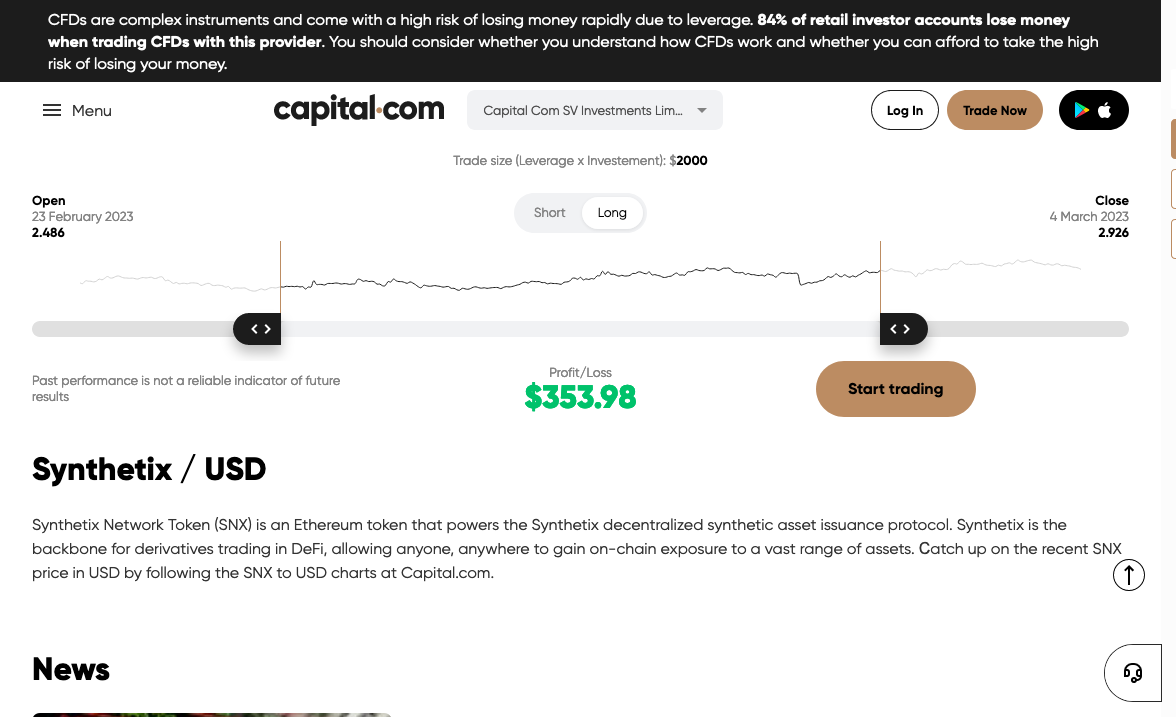 CFDs are complex instruments and come with a high risk of losing money rapidly due to leverage. 84% of retail investor accounts lose money
when trading CFDs with this provider. You should consider whether you understand how CFDs work and whether you can afford to take the high
risk of losing your money.
Menu
capital.com
Capital Com SV Investments Lim...
Log In
Trade Now
Trade size (Leverage x Investement): $2000
Open
23 February 2023
2.486
Short
Long
Close
4 March 2023
2.926
Past performance is not a reliable indicator of future
results
Profit/Loss
$353.98
Start trading
Synthetix / USD
Synthetix Network Token (SNX) is an Ethereum token that powers the Synthetix decentralized synthetic asset issuance protocol. Synthetix is the
backbone for derivatives trading in DeFi, allowing anyone, anywhere to gain on-chain exposure to a vast range of assets. Catch up on the recent SNX
price in USD by following the SNX to USD charts at Capital.com.
News